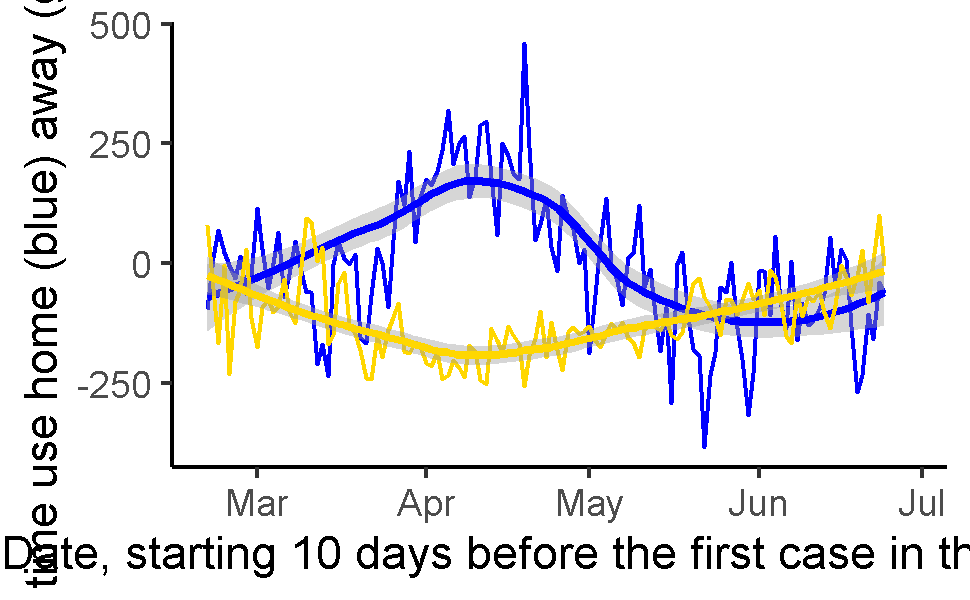 500
250
0
-250
time use home (blue) away (
Mar Apr May Jun Jul
Date, starting 10 days before the first case in th